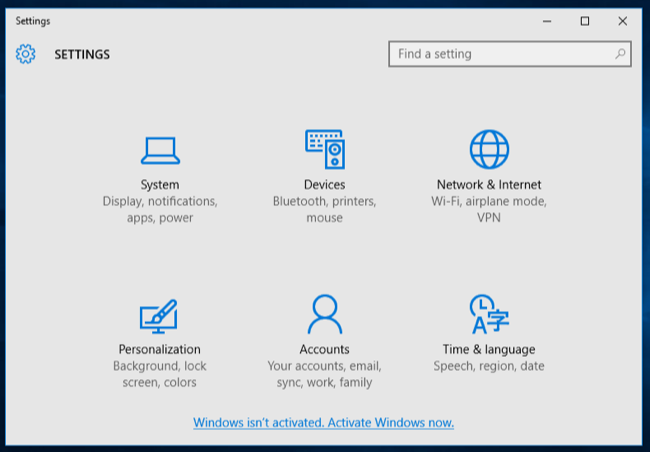 Settings
SETTINGS
Find a setting
System
Display, notifications,
apps, power
Devices
Bluetooth, printers,
mouse
Network & Internet
Wi-Fi, airplane mode,
VPN
Personalization
Background, lock
screen, colors
Accounts
Your accounts, email,
sync, work, family
A字
Time & language
Speech, region, date
Windows isn't activated. Activate Windows now.